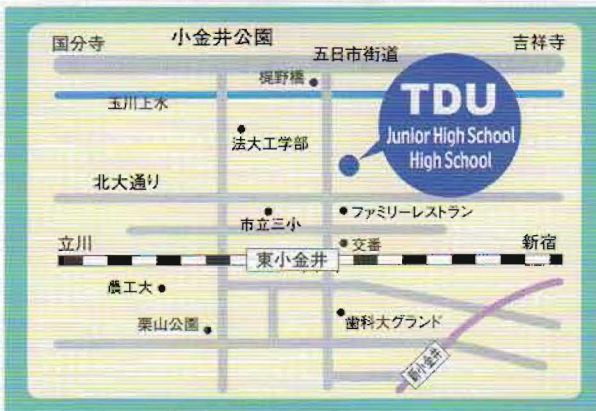 国分寺
小金井公園
吉祥寺
五日市街道
梶野橋
玉川上水
TDU
Junior High School
High School
法大工学部
北大通り
市立三小
ファミリーレストラン
立川
交番
新宿
東小金井
農工大
栗山公園
歯科大グランド
新小金井